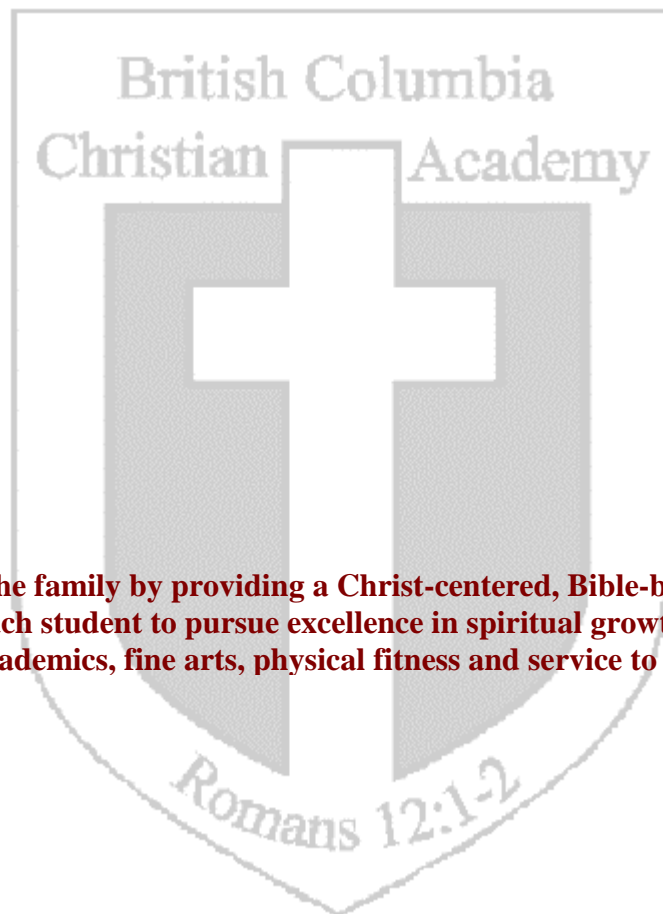 British Columbia
Christian Academy
he family by providing a Christ-centered, Bible-b
ch student to pursue excellence in spiritual growt
ademics, fine arts, physical fitness and service to
Romans 12:1-2